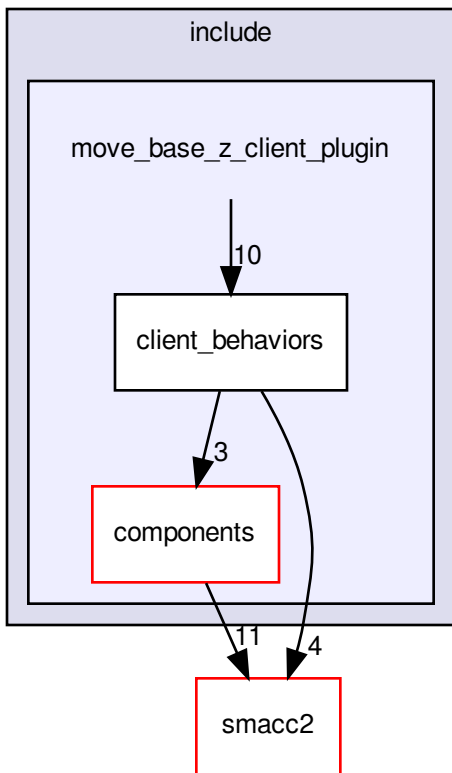 include
move_base_z_client_plugin
10
client_behaviors
3
components
11
4
smacc2